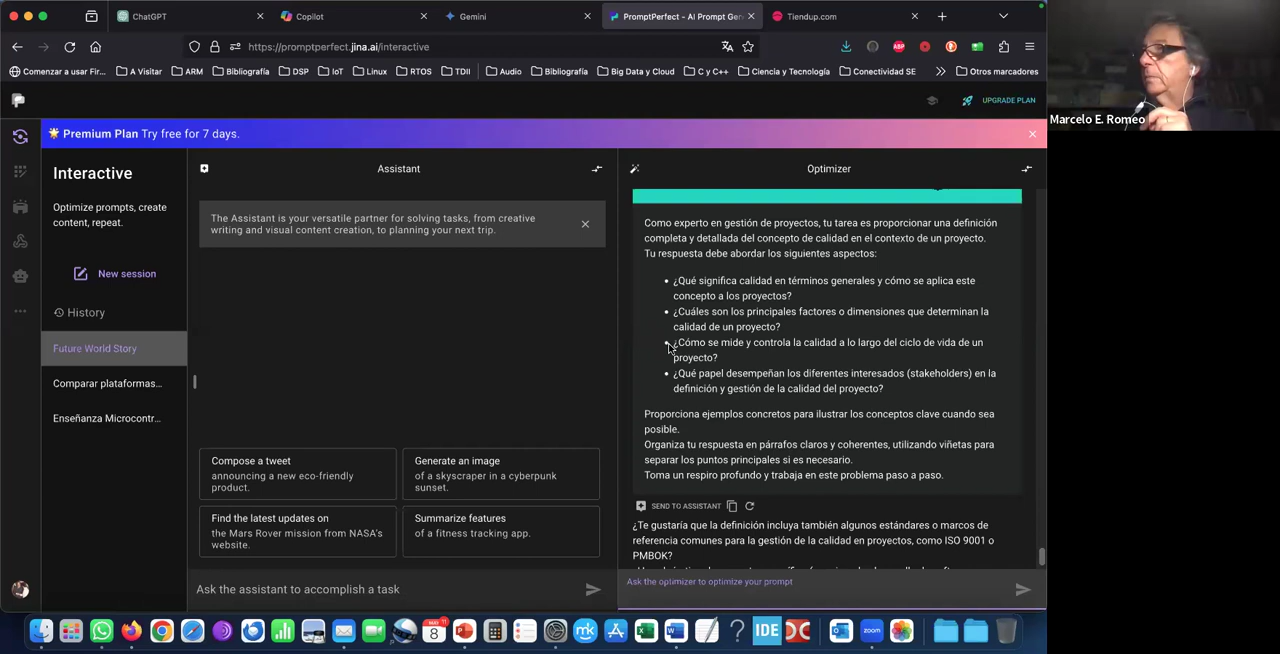 ChatGPT
Copilot
Gemini
PromptPerfect - AI Prompt Gen
Tiendup.com
https://promptperfect.jina.ai/interactive
Comenzar a usar Fir...
A Visitar
ARM
Bibliografía
DSP
IoT
Linux
RTOS
TDII
Audio
Bibliografía
Big Data y Cloud
C y C++
Ciencia y Tecnología
Conectividad SE
Otros marcadores
UPGRADE PLAN
Premium Plan Try free for 7 days.
Interactive
Optimize prompts, create
content, repeat.
New session
History
Future World Story
Comparar plataformas...
Enseñanza Microcontr...
Assistant
The Assistant is your versatile partner for solving tasks, from creative
writing and visual content creation, to planning your next trip.
Compose a tweet
announcing a new eco-friendly
product.
Generate an image
of a skyscraper in a cyberpunk
sunset.
Find the latest updates on
the Mars Rover mission from NASA's
website.
Summarize features
of a fitness tracking app.
Ask the assistant to accomplish a task
Optimizer
Como experto en gestión de proyectos, tu tarea es proporcionar una definición
completa y detallada del concepto de calidad en el contexto de un proyecto.
Tu respuesta debe abordar los siguientes aspectos:
• ¿Qué significa calidad en términos generales y cómo se aplica este
concepto a los proyectos?
• ¿Cuáles son los principales factores o dimensiones que determinan la
calidad de un proyecto?
• ¿Cómo se mide y controla la calidad a lo largo del ciclo de vida de un
proyecto?
• ¿Qué papel desempeñan los diferentes interesados (stakeholders) en la
definición y gestión de la calidad del proyecto?
Proporciona ejemplos concretos para ilustrar los conceptos clave cuando sea
posible.
Organiza tu respuesta en párrafos claros y coherentes, utilizando viñetas para
separar los puntos principales si es necesario.
Toma un respiro profundo y trabaja en este problema paso a paso.
SEND TO ASSISTANT
¿Te gustaría que la definición incluya también algunos estándares o marcos de
referencia comunes para la gestión de la calidad en proyectos, como ISO 9001 o
PMBOK?
Ask the optimizer to optimize your prompt
Marcelo E. Romeo
ABP
MAY
8
mk
IDE
zoom